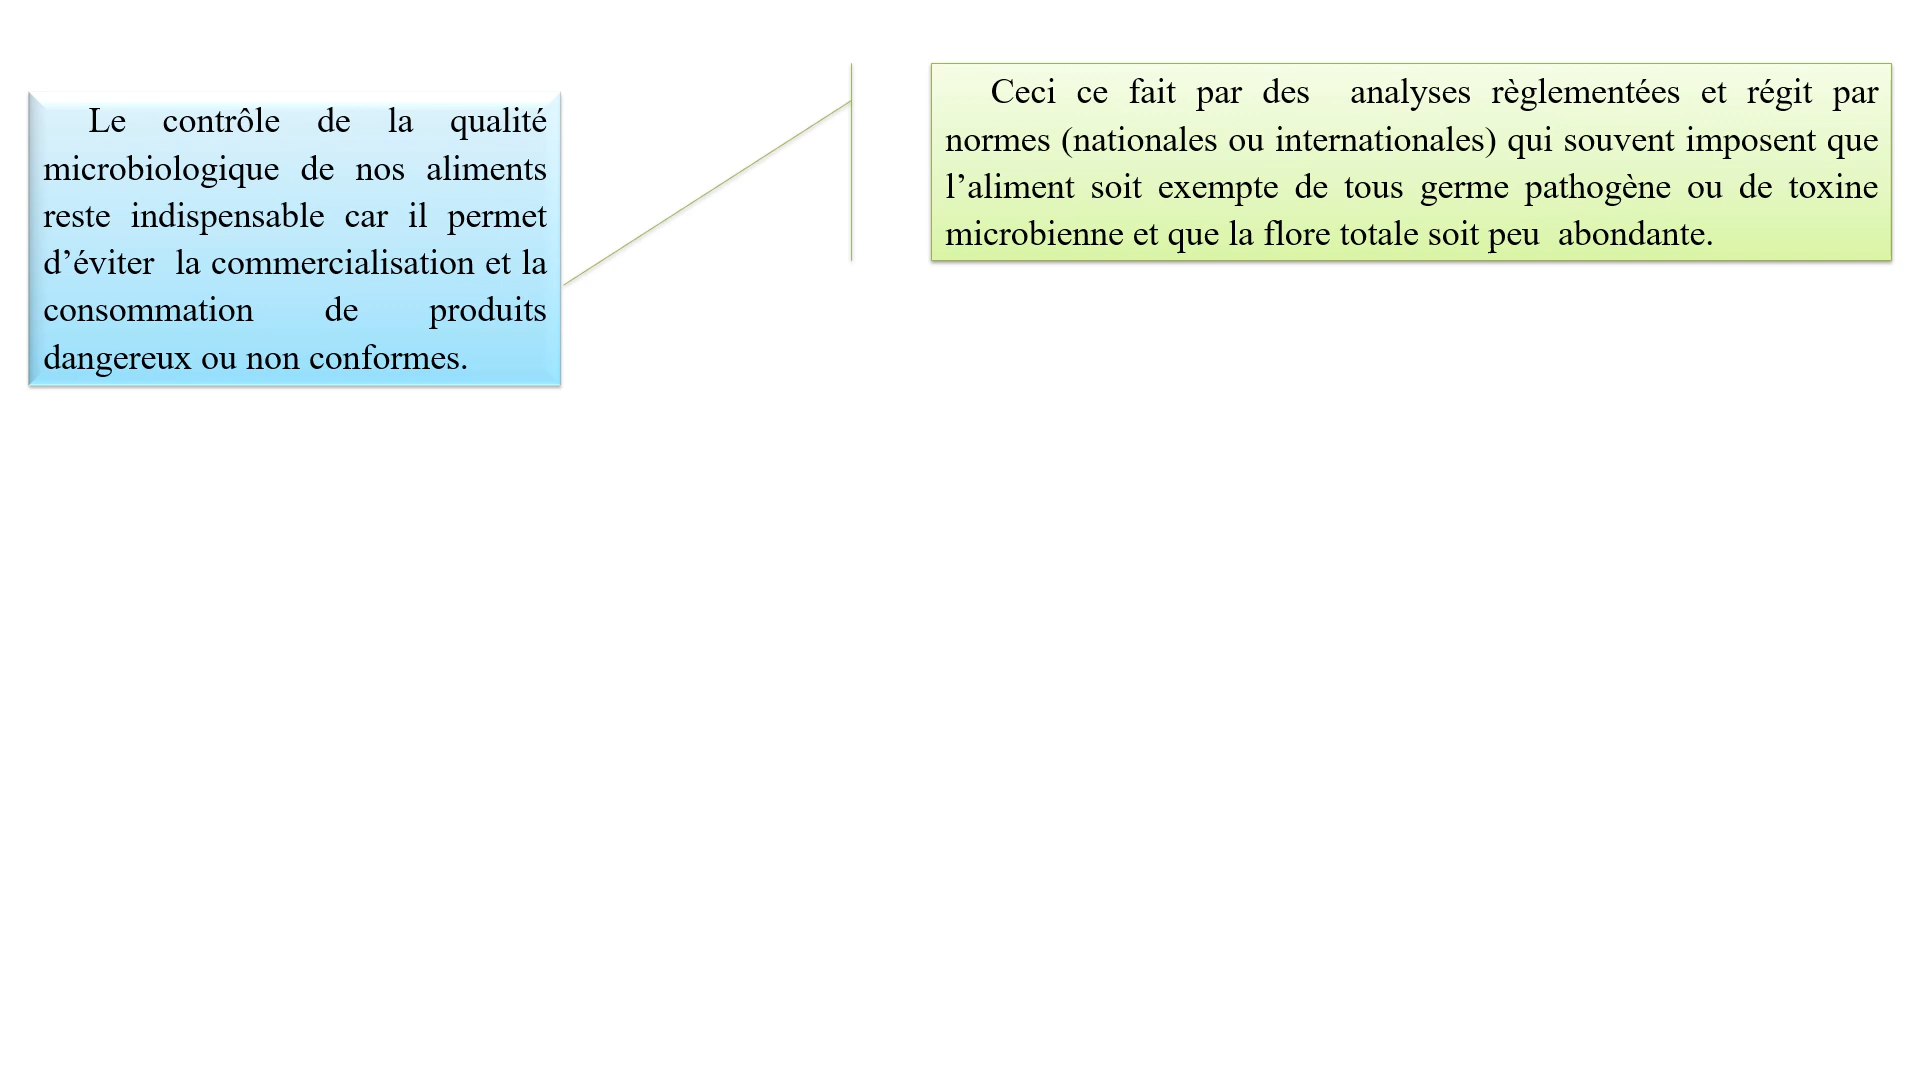 Le contrôle de la qualité
microbiologique de nos aliments
reste indispensable car il permet
d’éviter la commercialisation et la
consommation de produits
dangereux ou non conformes.
Ceci ce fait par des analyses règlementées et régit par
normes (nationales ou internationales) qui souvent imposent que
l’aliment soit exempte de tous germe pathogène ou de toxine
microbienne et que la flore totale soit peu abondante.